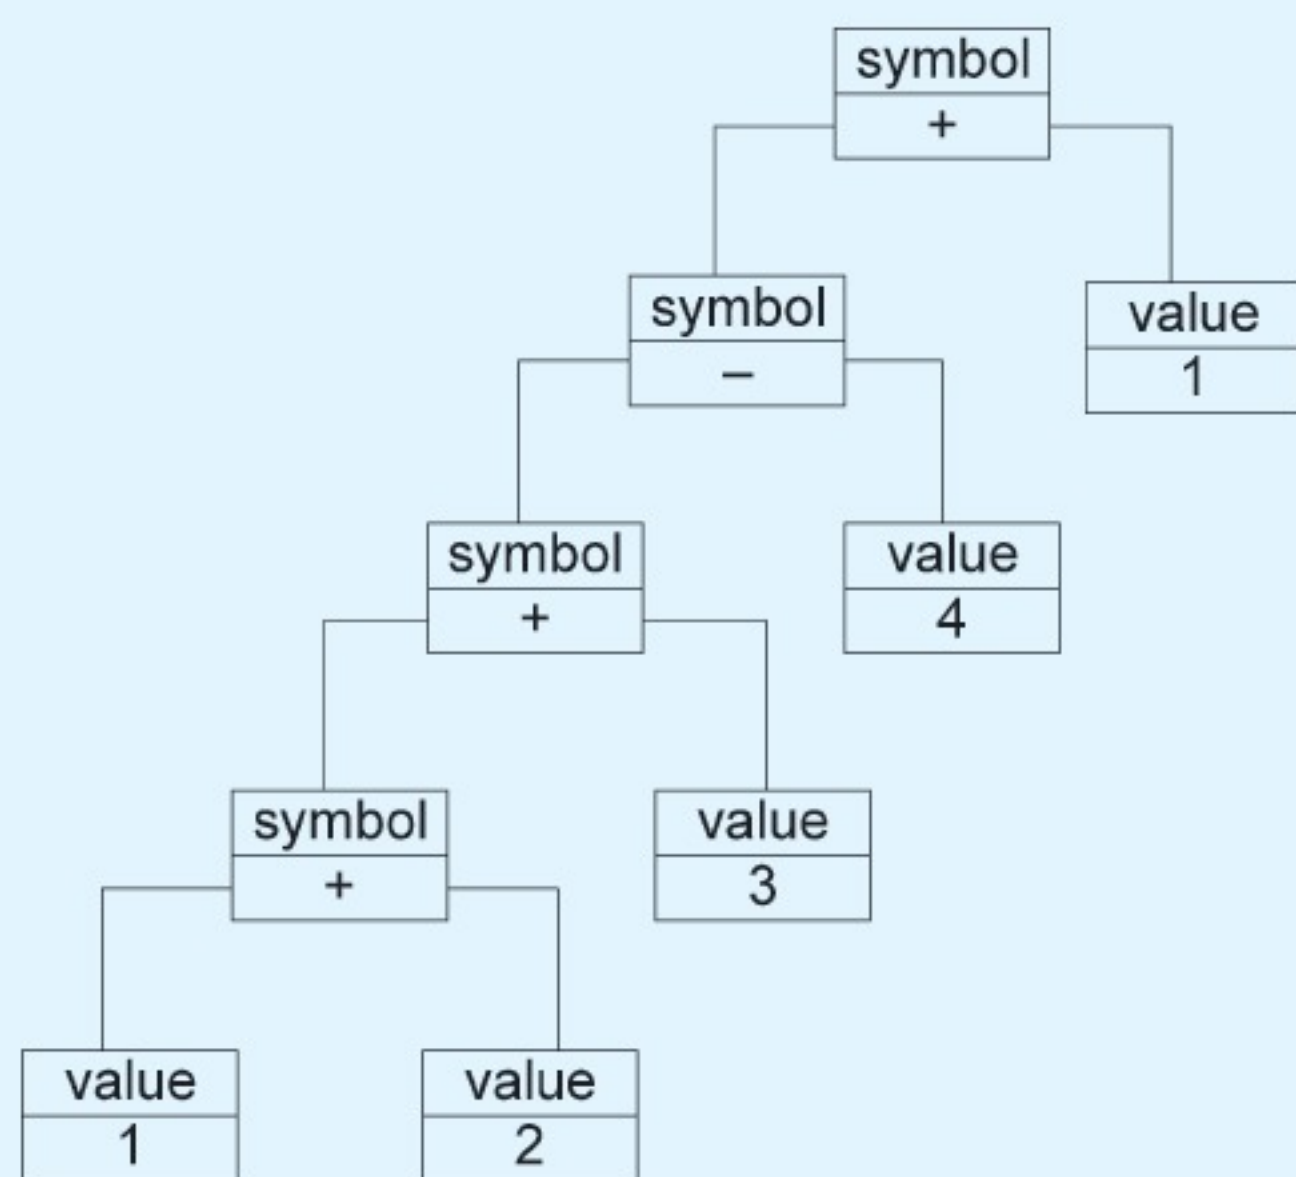 symbol
+
symbol
–
value
1
symbol
+
value
4
symbol
+
value
3
value
1
value
2